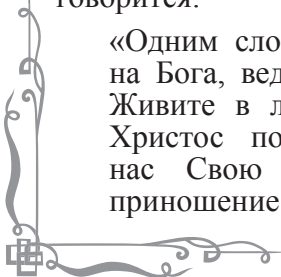 говорится:
«Одним сло
на Бога, вед
Живите в л
Христос по
нас Свою
приношение